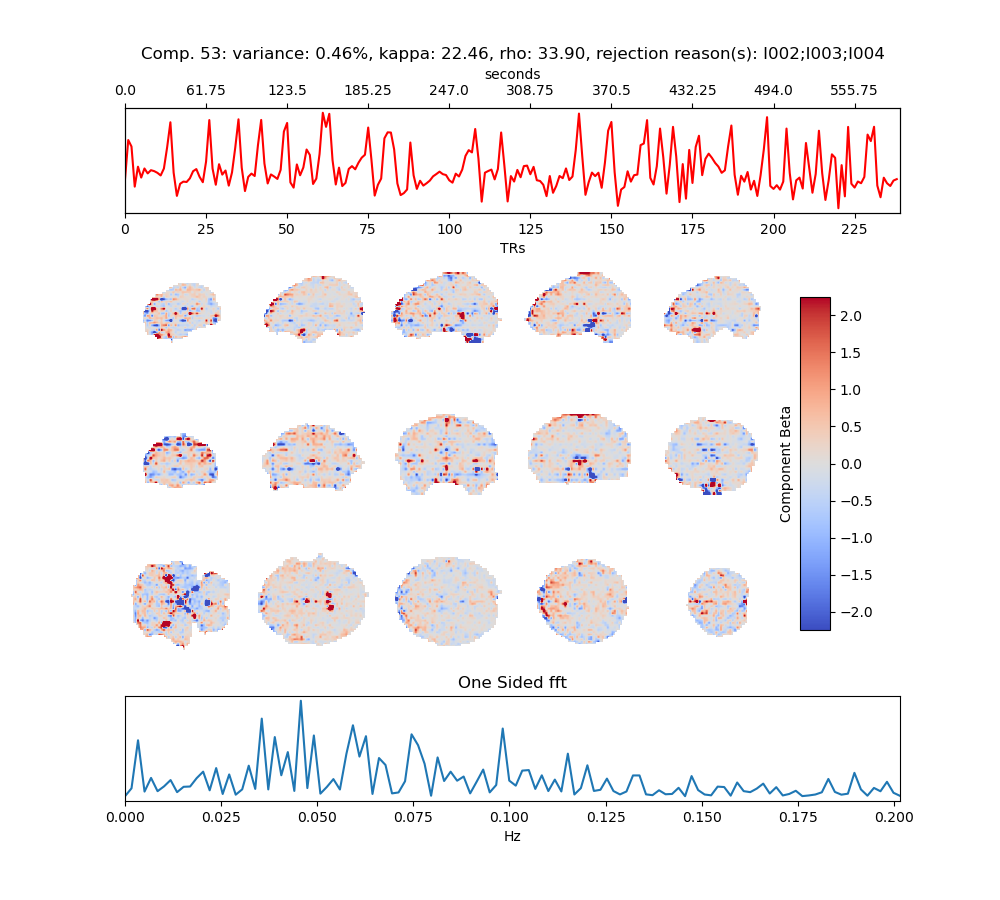 Comp. 53: variance: 0.46%, kappa: 22.46, rho: 33.90, rejection reason(s): I002;I003;I004
seconds
0.0 61.75 123.5 185.25 247.0 308.75 370.5 432.25 494.0 555.75
0 25 50 75 100 125 150 175 200 225
TRs
2.0
1.5
1.0
0.5
0.0
−0.5
−1.0
−1.5
−2.0
Component Beta
One Sided fft
0.000 0.025 0.050 0.075 0.100 0.125 0.150 0.175 0.200
Hz